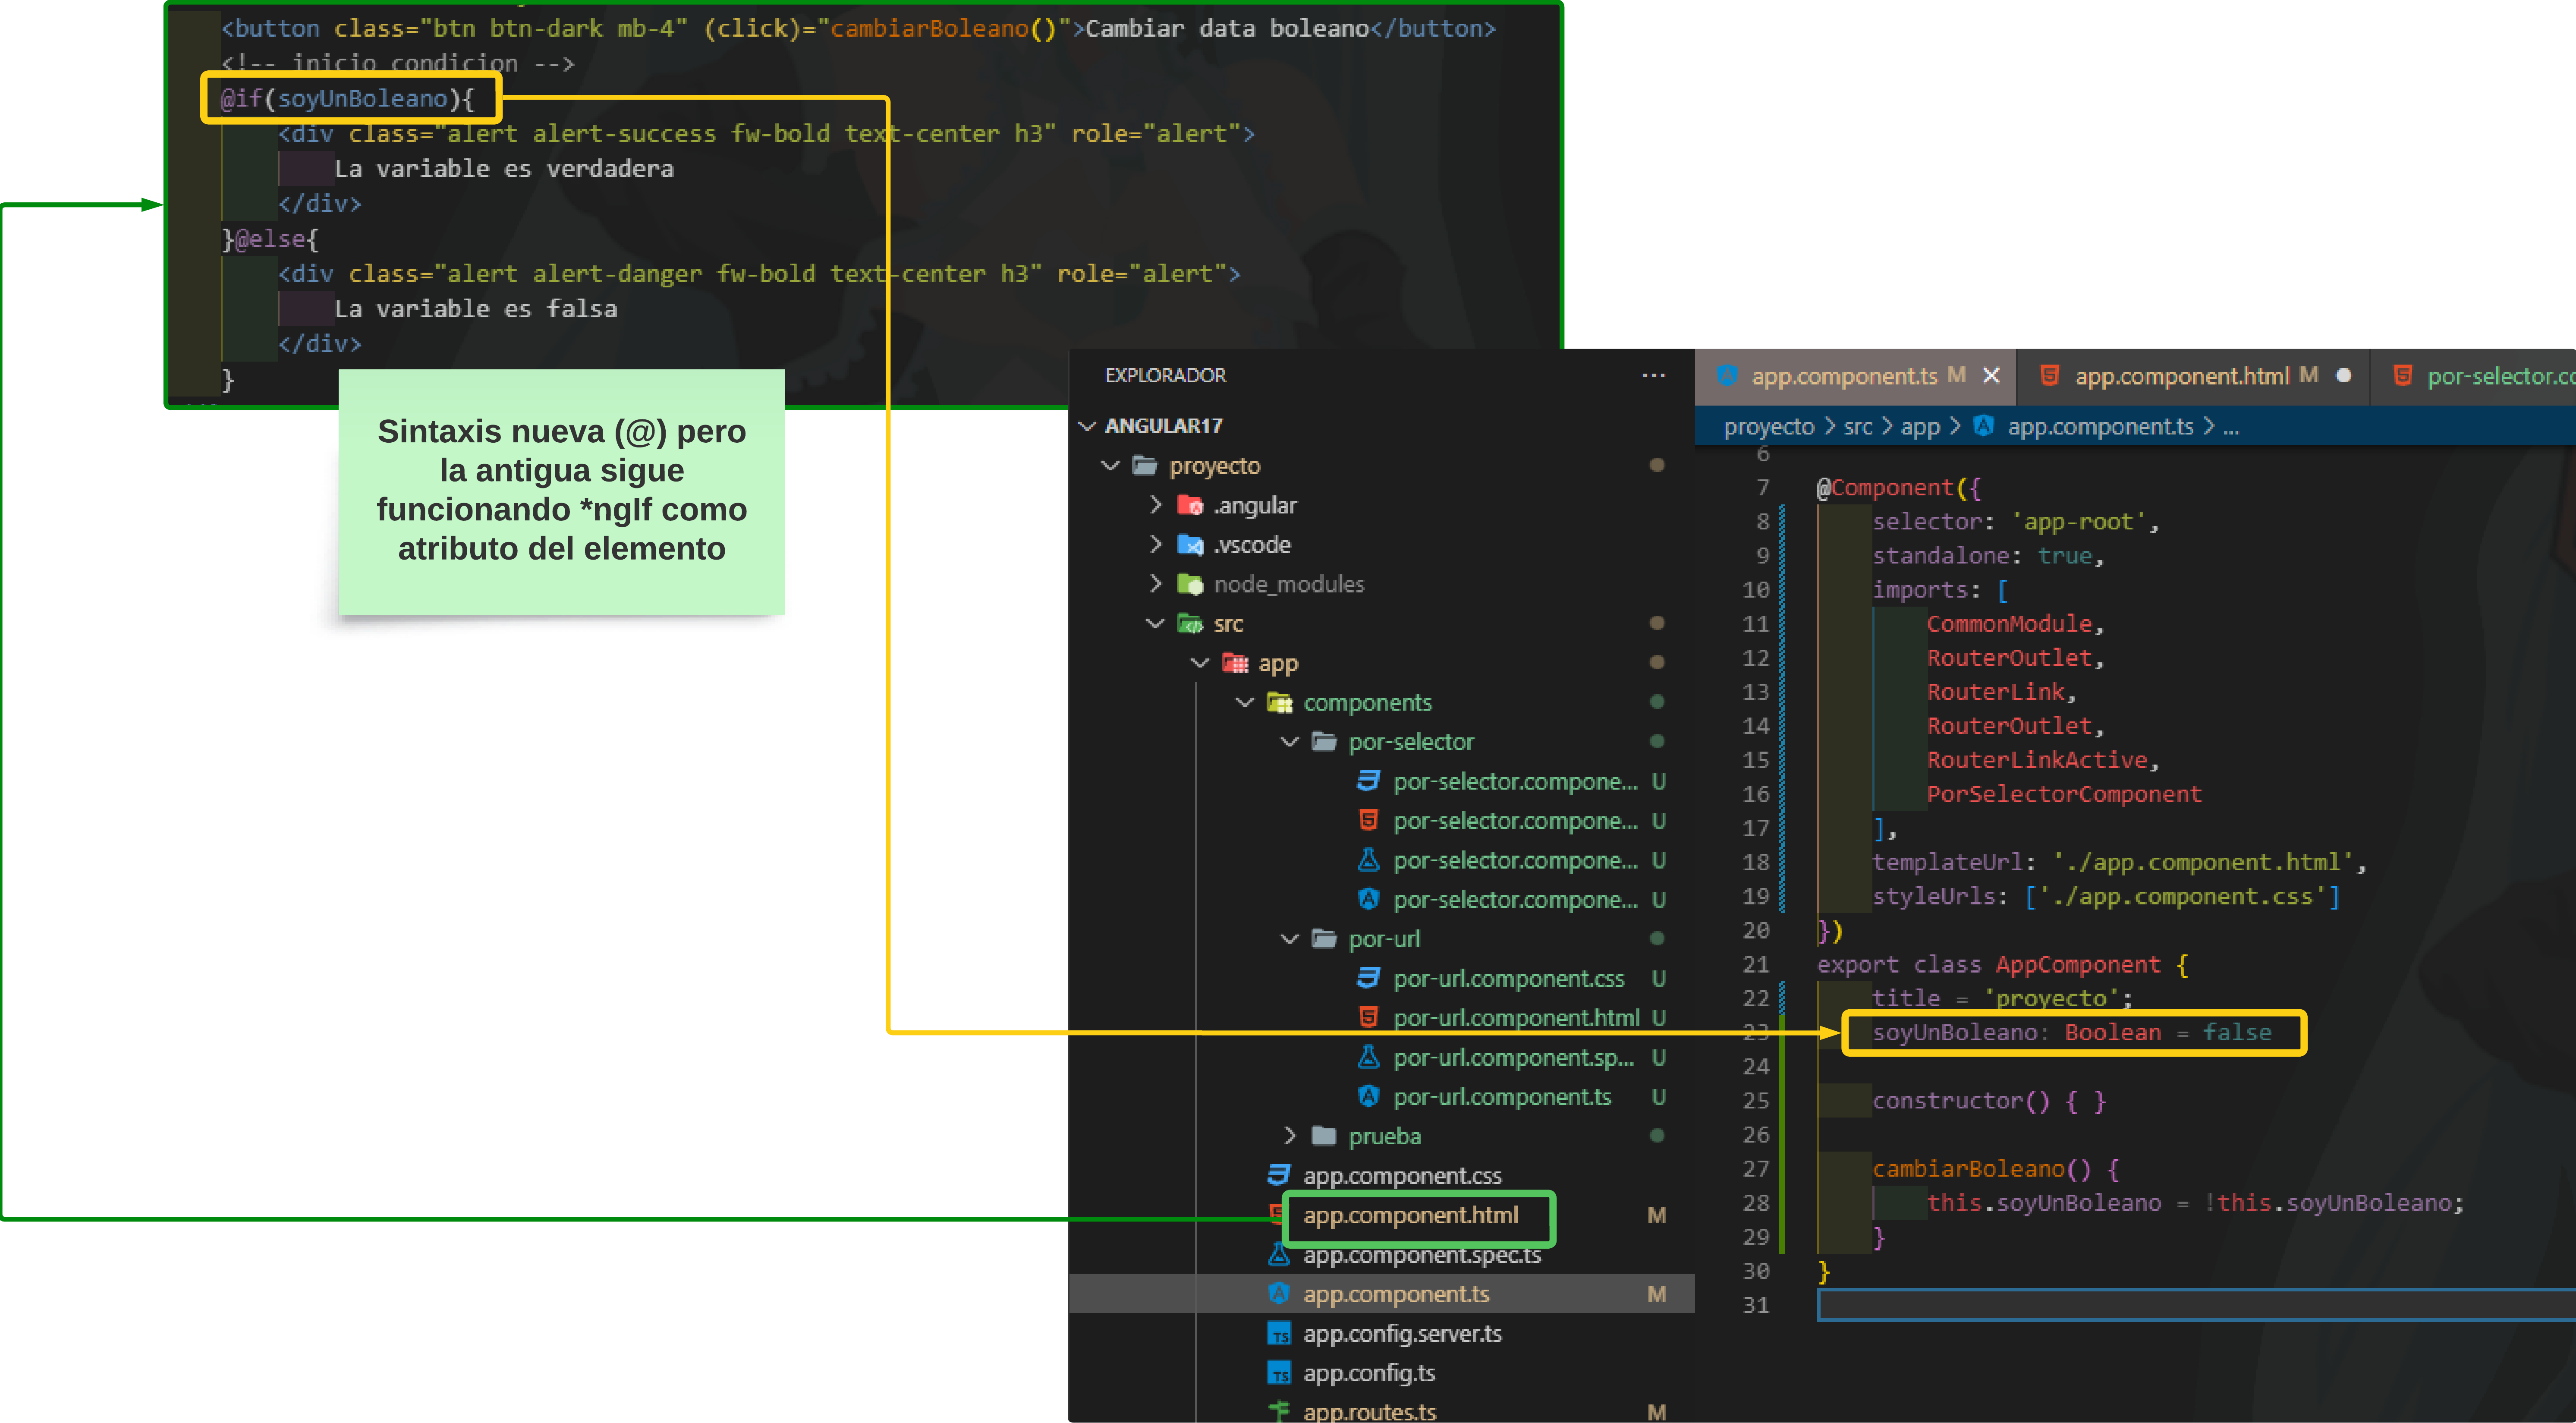 <button class="btn btn-dark mb-4" (click)="cambiarBoleano()">Cambiar data boleano</button>
<!-- inicio condicion -->
@if(soyUnBoleano){
<div class="alert alert-success fw-bold text-center h3" role="alert">
La variable es verdadera
</div>
}@else{
<div class="alert alert-danger fw-bold text-center h3" role="alert">
La variable es falsa
</div>
}
Sintaxis nueva (@) pero
la antigua sigue
funcionando *ngIf como
atributo del elemento
EXPLORADOR ...
ANGULAR17
proyecto
.angular
.vscode
node_modules
src
app
components
por-selector
por-selector.compone... U
por-selector.compone... U
por-selector.compone... U
por-selector.compone... U
por-url
por-url.component.css U
por-url.component.html U
por-url.component.sp... U
por-url.component.ts U
prueba
app.component.css
app.component.html M
app.component.spec.ts
app.component.ts M
app.config.server.ts
app.config.ts
app.routes.ts M
app.component.ts M app.component.html M por-selector.co
proyecto > src > app > app.component.ts > ...
6
7 @Component({
8 selector: 'app-root',
9 standalone: true,
10 imports: [
11 CommonModule,
12 RouterOutlet,
13 RouterLink,
14 RouterOutlet,
15 RouterLinkActive,
16 PorSelectorComponent
17 ],
18 templateUrl: './app.component.html',
19 styleUrls: ['./app.component.css']
20 })
21 export class AppComponent {
22 title = 'proyecto';
23 soyUnBoleano: Boolean = false
24
25 constructor() { }
26
27 cambiarBoleano() {
28 this.soyUnBoleano = !this.soyUnBoleano;
29 }
30 }
31